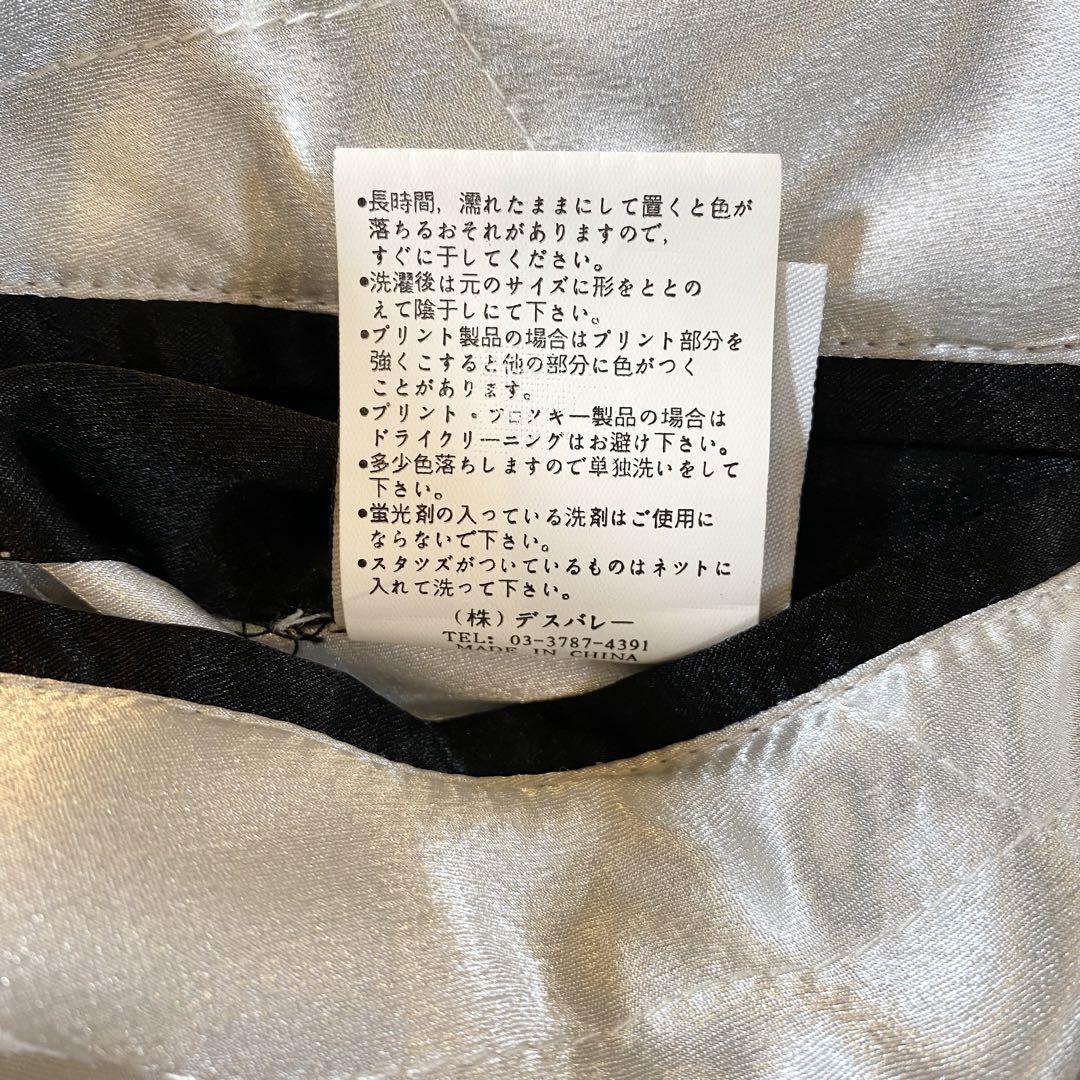 ●長時間，濡れたままにして置くと色が
落ちるおそれがありますので，
すぐに干してください。
●洗濯後は元のサイズに形をととの
えて陰干しにて下さい。
●プリント製品の場合はプリント部分を
強くこすると他の部分に色がつく
ことがあります。
●プリント・フロッキー製品の場合は
ドライクリーニングはお避け下さい。
●多少色落ちしますので単独洗いをして
下さい。
●蛍光剤の入っている洗剤はご使用に
ならないで下さい。
●スタッズがついているものはネットに
入れて洗って下さい。
（株）デスバレー
TEL: 03-3787-4391
MADE IN CHINA